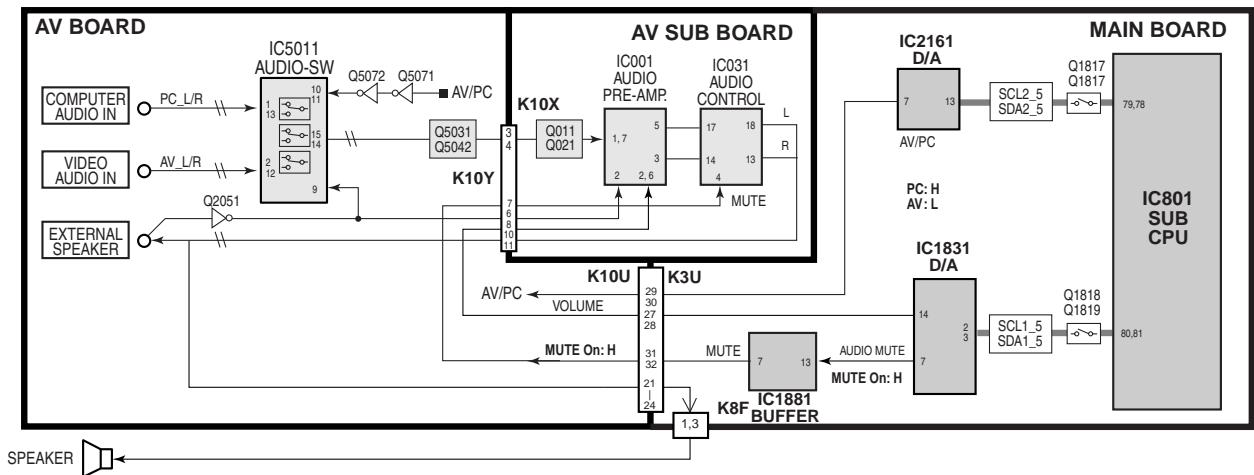 AV BOARD
AV SUB BOARD
MAIN BOARD
IC5011
AUDIO-SW
COMPUTER
AUDIO IN
PC_L/R
1
13
10
11
Q5072
Q5071
AV/PC
15
14
Q5031
Q5042
VIDEO
AUDIO IN
AV_L/R
2
12
9
Q2051
EXTERNAL
SPEAKER
K10X
K10Y
3
4
7
6
8
10
11
Q011
Q021
IC001
AUDIO
PRE-AMP.
1, 7
5
3
2
2, 6
IC031
AUDIO
CONTROL
17
18
14
13
4
L
R
MUTE
IC2161
D/A
7
13
AV/PC
SCL2_5
SDA2_5
Q1817
Q1817
79,78
PC: H
AV: L
IC801
SUB
CPU
IC1831
D/A
14
2
3
7
SCL1_5
SDA1_5
Q1818
Q1819
80,81
K10U
K3U
AV/PC
VOLUME
29
30
27
28
MUTE On: H
31
32
21
|
24
MUTE
7
13
AUDIO MUTE
MUTE On: H
IC1881
BUFFER
K8F
1,3
SPEAKER